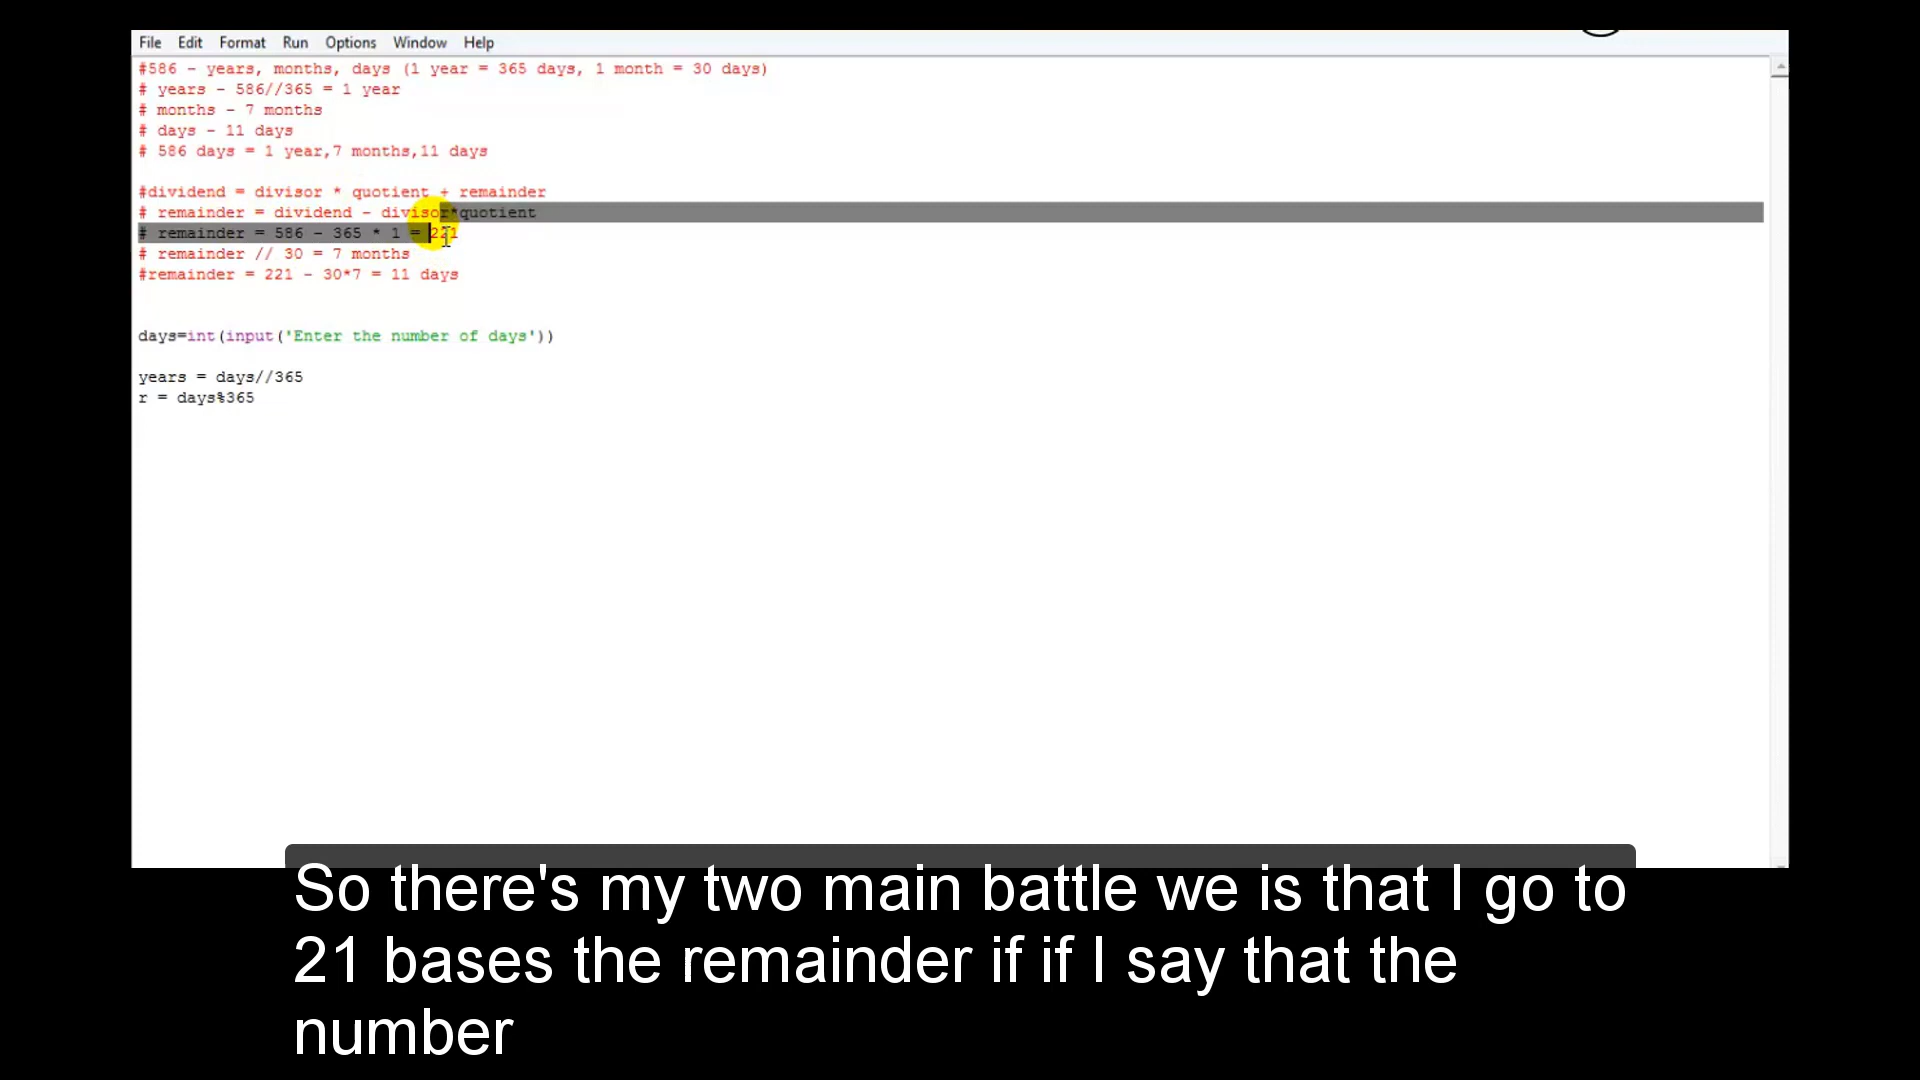 File Edit Format Run Options Window Help
#586 - years, months, days (1 year = 365 days, 1 month = 30 days)
# years - 586//365 = 1 year
# months - 7 months
# days - 11 days
# 586 days = 1 year,7 months,11 days
#dividend = divisor * quotient + remainder
# remainder = dividend - divisor*quotient
# remainder = 586 - 365 * 1 = 221
# remainder // 30 = 7 months
#remainder = 221 - 30*7 = 11 days
days=int(input('Enter the number of days'))
years = days//365
r = days%365
So there's my two main battle we is that I go to
21 bases the remainder if if I say that the
number